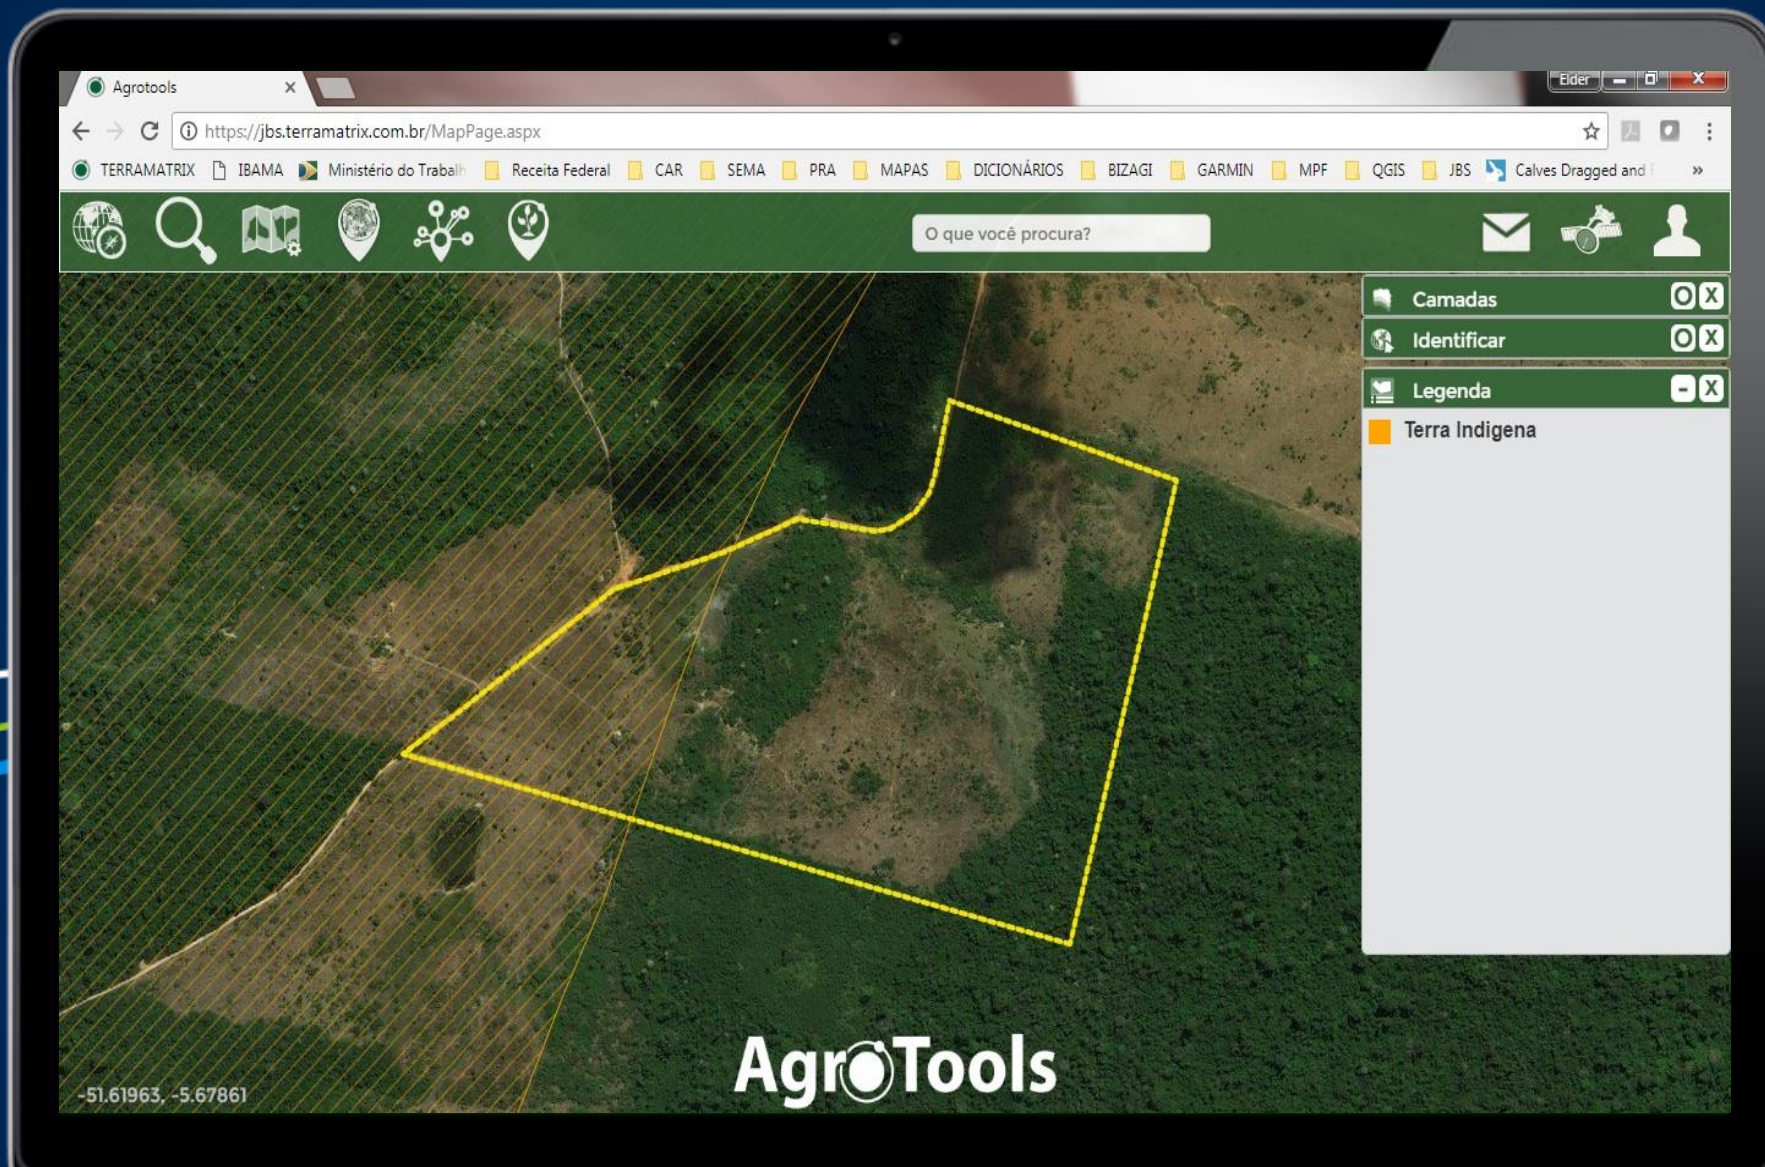 Agrotools
Elder
https://jbs.terramatrix.com.br/MapPage.aspx
TERRAMATRIX IBAMA Ministério do Trabalh Receita Federal CAR SEMA PRA MAPAS DICIONÁRIOS BIZAGI GARMIN MPF QGIS JBS Calves Dragged and »
O que você procura?
Camadas O X
Identificar O X
Legenda - X
Terra Indigena
AgroTools
-51.61963, -5.67861